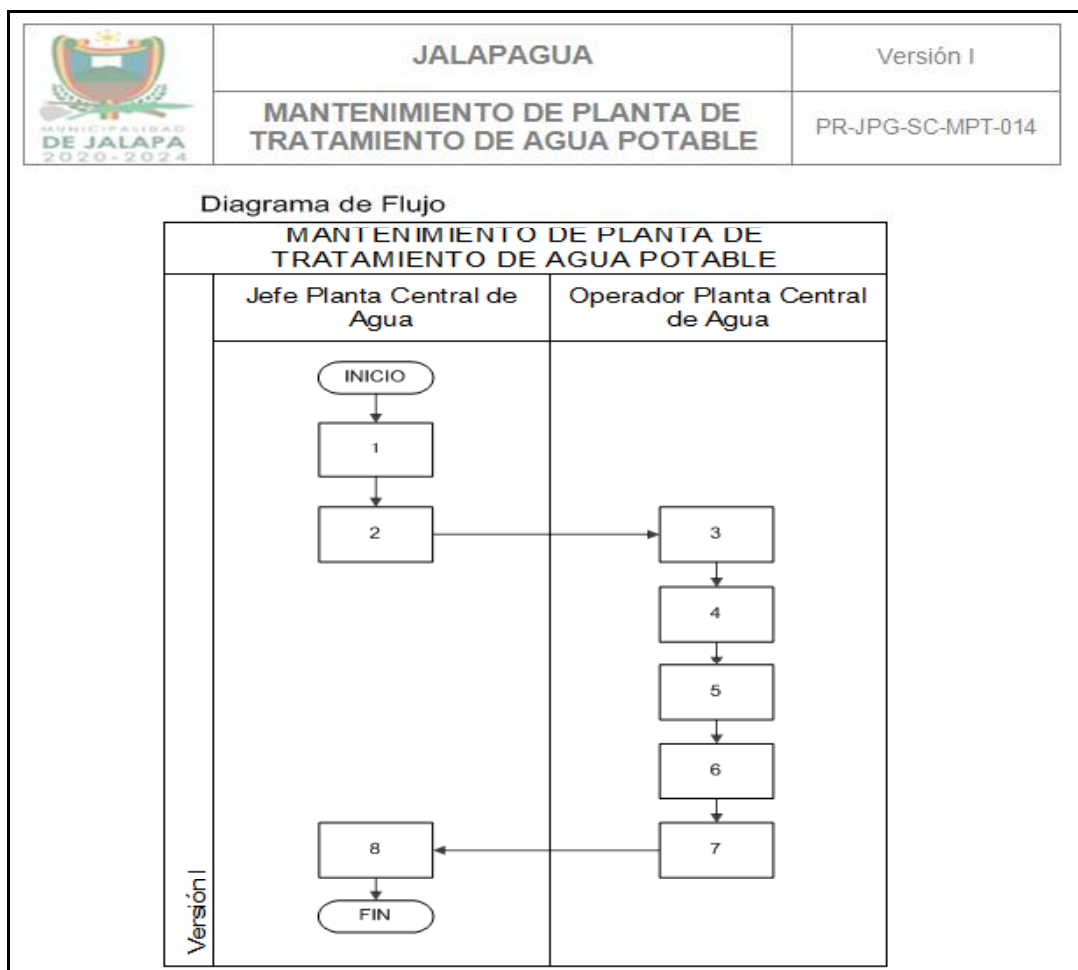 MUNICIPALIDAD
DE JALAPA
2020-2024
JALAPAGUA
Versión I
MANTENIMIENTO DE PLANTA DE
TRATAMIENTO DE AGUA POTABLE
PR-JPG-SC-MPT-014
Diagrama de Flujo
MANTENIMIENTO DE PLANTA DE
TRATAMIENTO DE AGUA POTABLE
Jefe Planta Central de
Agua
Operador Planta Central
de Agua
INICIO
1
2
3
4
5
6
8
7
FIN
Versión I